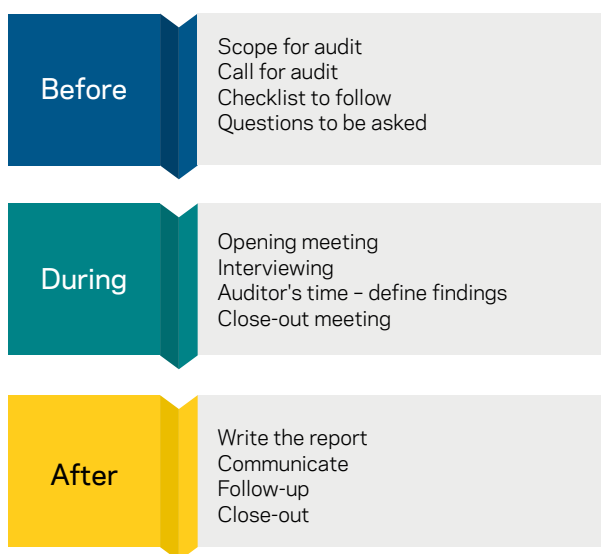 Before
Scope for audit
Call for audit
Checklist to follow
Questions to be asked
During
Opening meeting
Interviewing
Auditor's time – define findings
Close-out meeting
After
Write the report
Communicate
Follow-up
Close-out